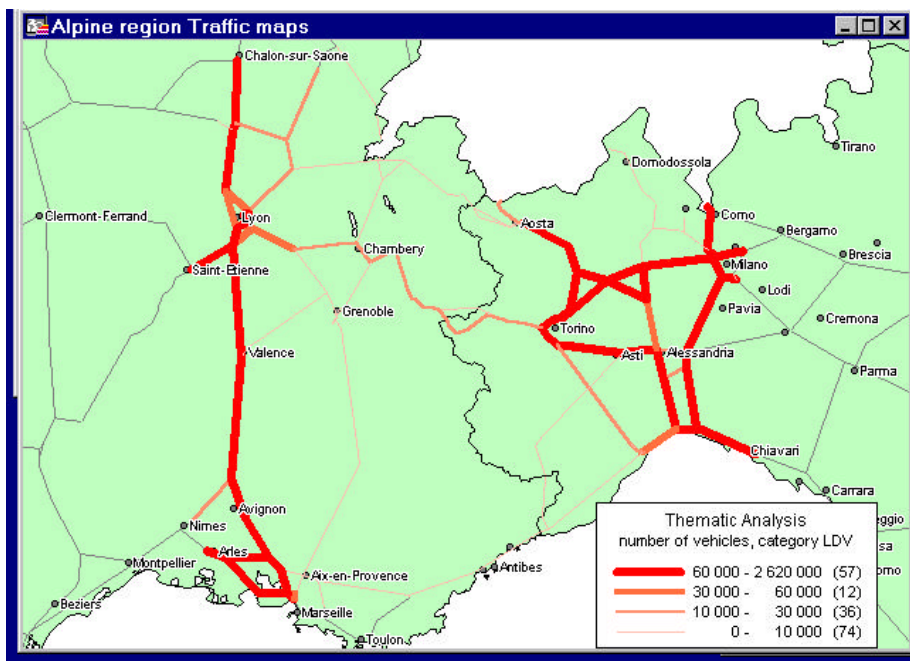 Alpine region Traffic maps
Chalon-sur-Saone
Tirano
Domodossola
Clermont-Ferrand
Lyon
Aosta
Como
Bergamo
Chambery
Brescia
Saint-Etienne
Milano
Lodi
Grenoble
Pavia
Cremona
Torino
Valence
Asti
Alessandria
Parma
Chiavari
Carrara
Avignon
Nimes
Arles
Montpellier
Aix-en-Provence
Antibes
Beziers
Marseille
Toulon
eggio
sa
omo
Thematic Analysis
number of vehicles, category LDV
60 000 - 2 620 000 (57)
30 000 - 60 000 (12)
10 000 - 30 000 (36)
0 - 10 000 (74)